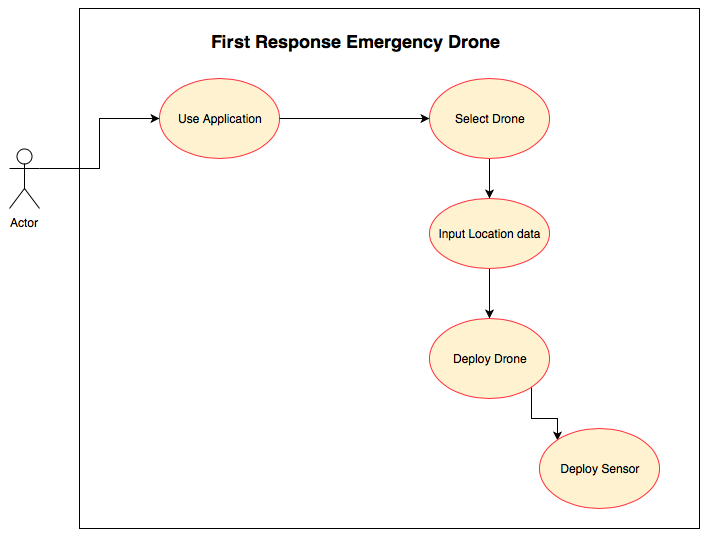 First Response Emergency Drone
Use Application
Select Drone
Actor
Input Location data
Deploy Drone
Deploy Sensor